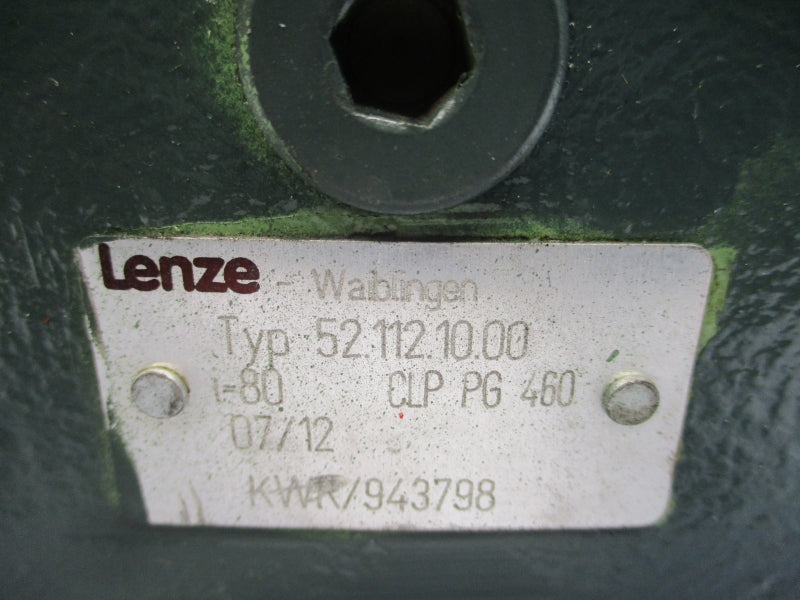 Lenze - Waiblingen
Typ 52.112.10.00
i=80 CLP PG 460
07/12
KWR/943798